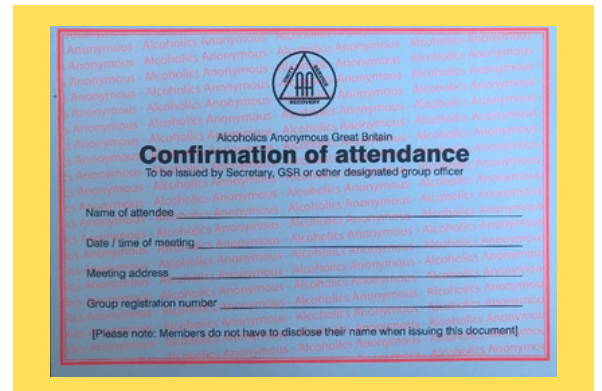 UNITY
SERVICE
AA
RECOVERY
Alcoholics Anonymous Great Britain
Confirmation of attendance
To be issued by Secretary, GSR or other designated group officer
Name of attendee
Date / time of meeting
Meeting address
Group registration number
[Please note: Members do not have to disclose their name when issuing this document]